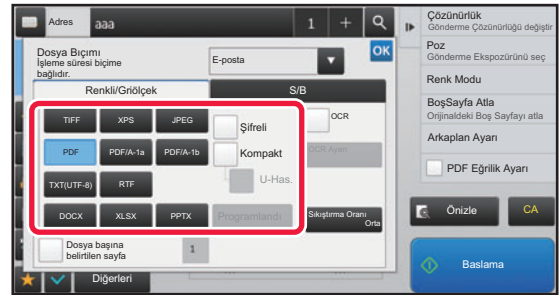 Adres
aaa
1
+
Dosya Bıçımı
İşleme süresi biçime
bağlıdır.
E-posta
OK
Renkli/Griölçek
S/B
TIFF
XPS
JPEG
Şifreli
OCR
PDF
PDF/A-1a
PDF/A-1b
Kompakt
OCR Ayarı
U-Has.
TXT(UTF-8)
RTF
DOCX
XLSX
PPTX
Programlandı
Sıkıştırma Oranı
Orta
Dosya başına
belirtilen sayfa
1
Diğerleri
Çözünürlük
Gönderme Çözünürlüğü değiştir
Poz
Gönderme Ekspozürünü seç
Renk Modu
BoşSayfa Atla
Orijinaldeki Boş Sayfayı atla
Arkaplan Ayarı
PDF Eğrilik Ayarı
Önizle
CA
Baslama